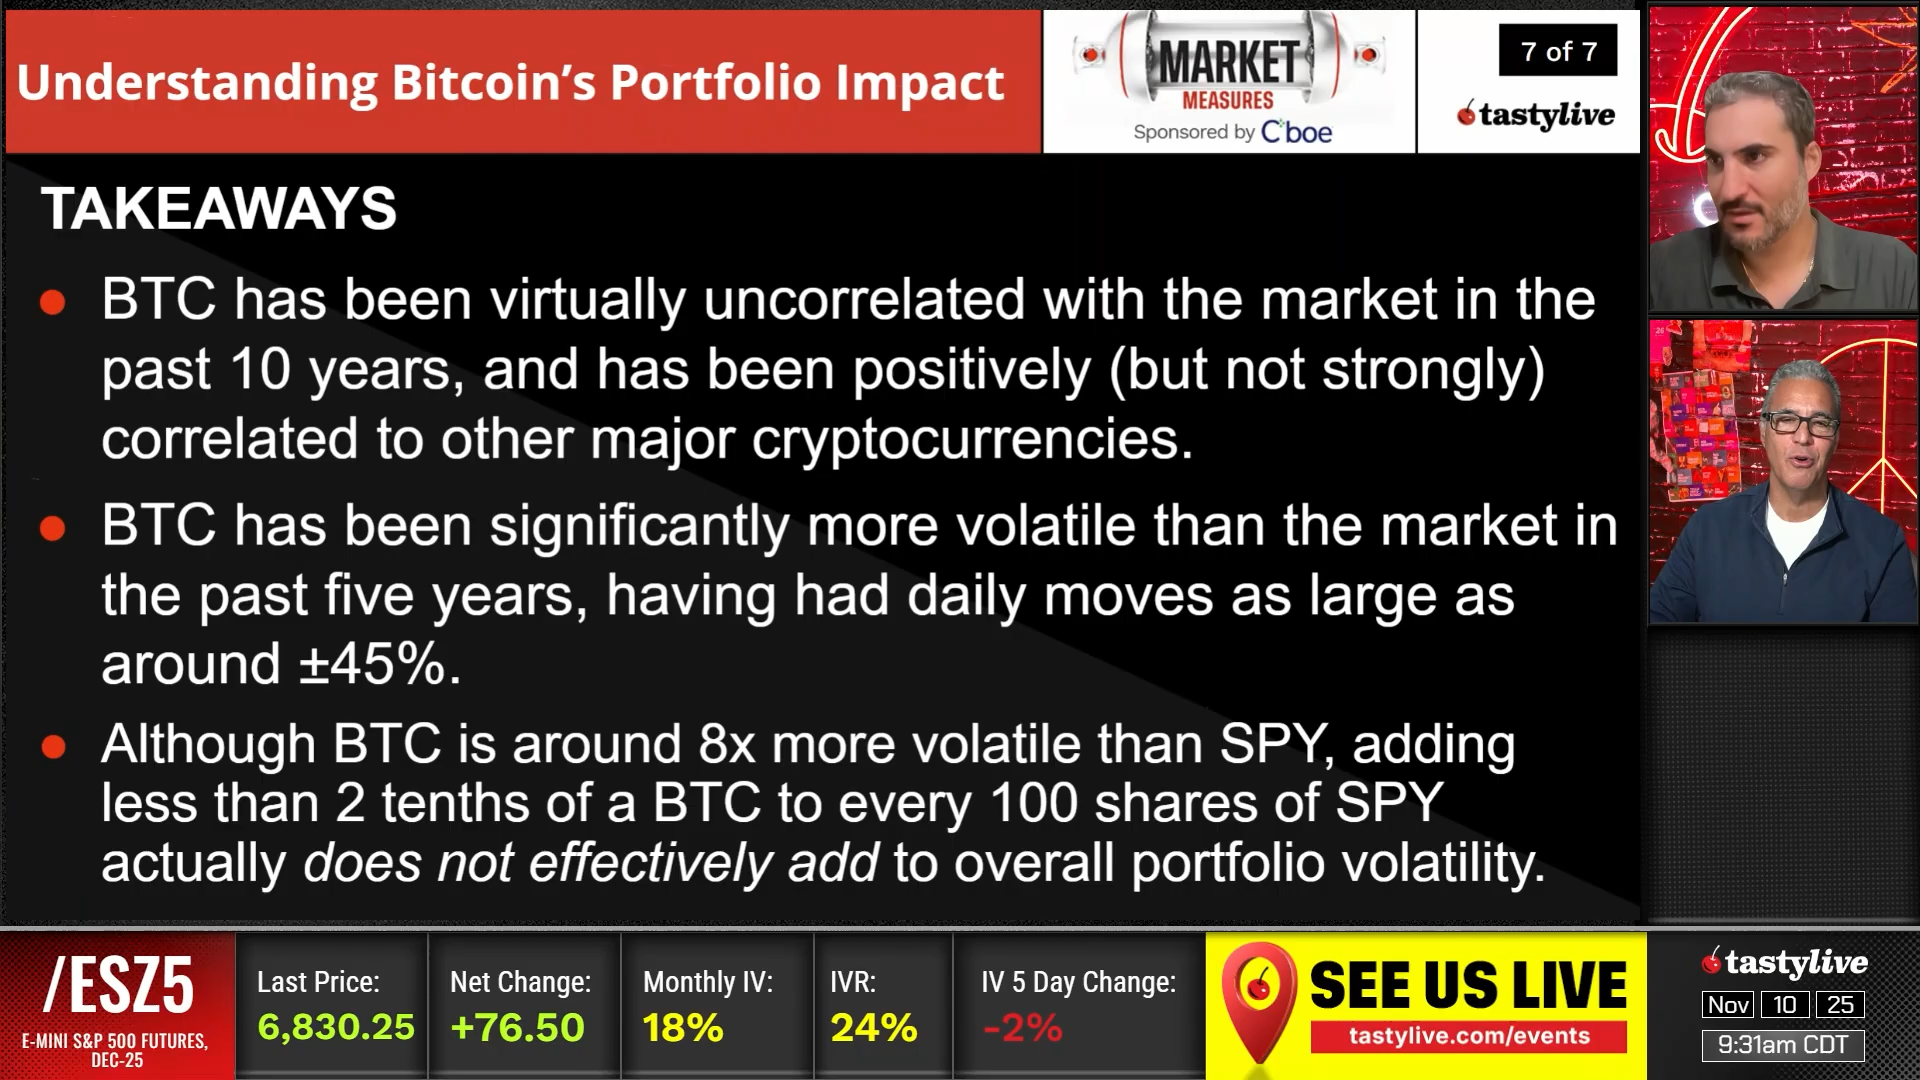 Understanding Bitcoin's Portfolio Impact
MARKET
MEASURES
Sponsored by Cboe
7 of 7
tastylive
TAKEAWAYS
BTC has been virtually uncorrelated with the market in the
past 10 years, and has been positively (but not strongly)
correlated to other major cryptocurrencies.
BTC has been significantly more volatile than the market in
the past five years, having had daily moves as large as
around ±45%.
Although BTC is around 8x more volatile than SPY, adding
less than 2 tenths of a BTC to every 100 shares of SPY
actually does not effectively add to overall portfolio volatility.
/ESZ5
E-MINI S&P 500 FUTURES,
DEC-25
Last Price:
6,830.25
Net Change:
+76.50
Monthly IV:
18%
IVR:
24%
IV 5 Day Change:
-2%
SEE US LIVE
tastylive.com/events
tastylive
Nov 10 25
9:31am CDT